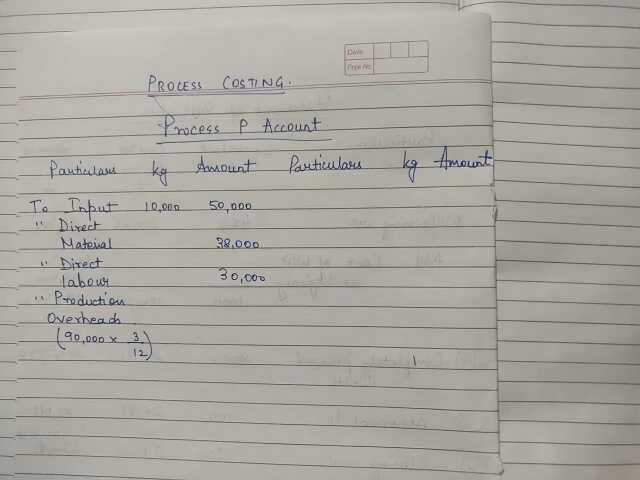 Date
Page No.
PROCESS COSTING.
Process P Account
Particulars kg Amount Particulars kg Amount
To Input 10,000 50,000
" Direct
Material 38,000
" Direct
labour 30,000
" Production
Overheads
(90,000 × 3/12)